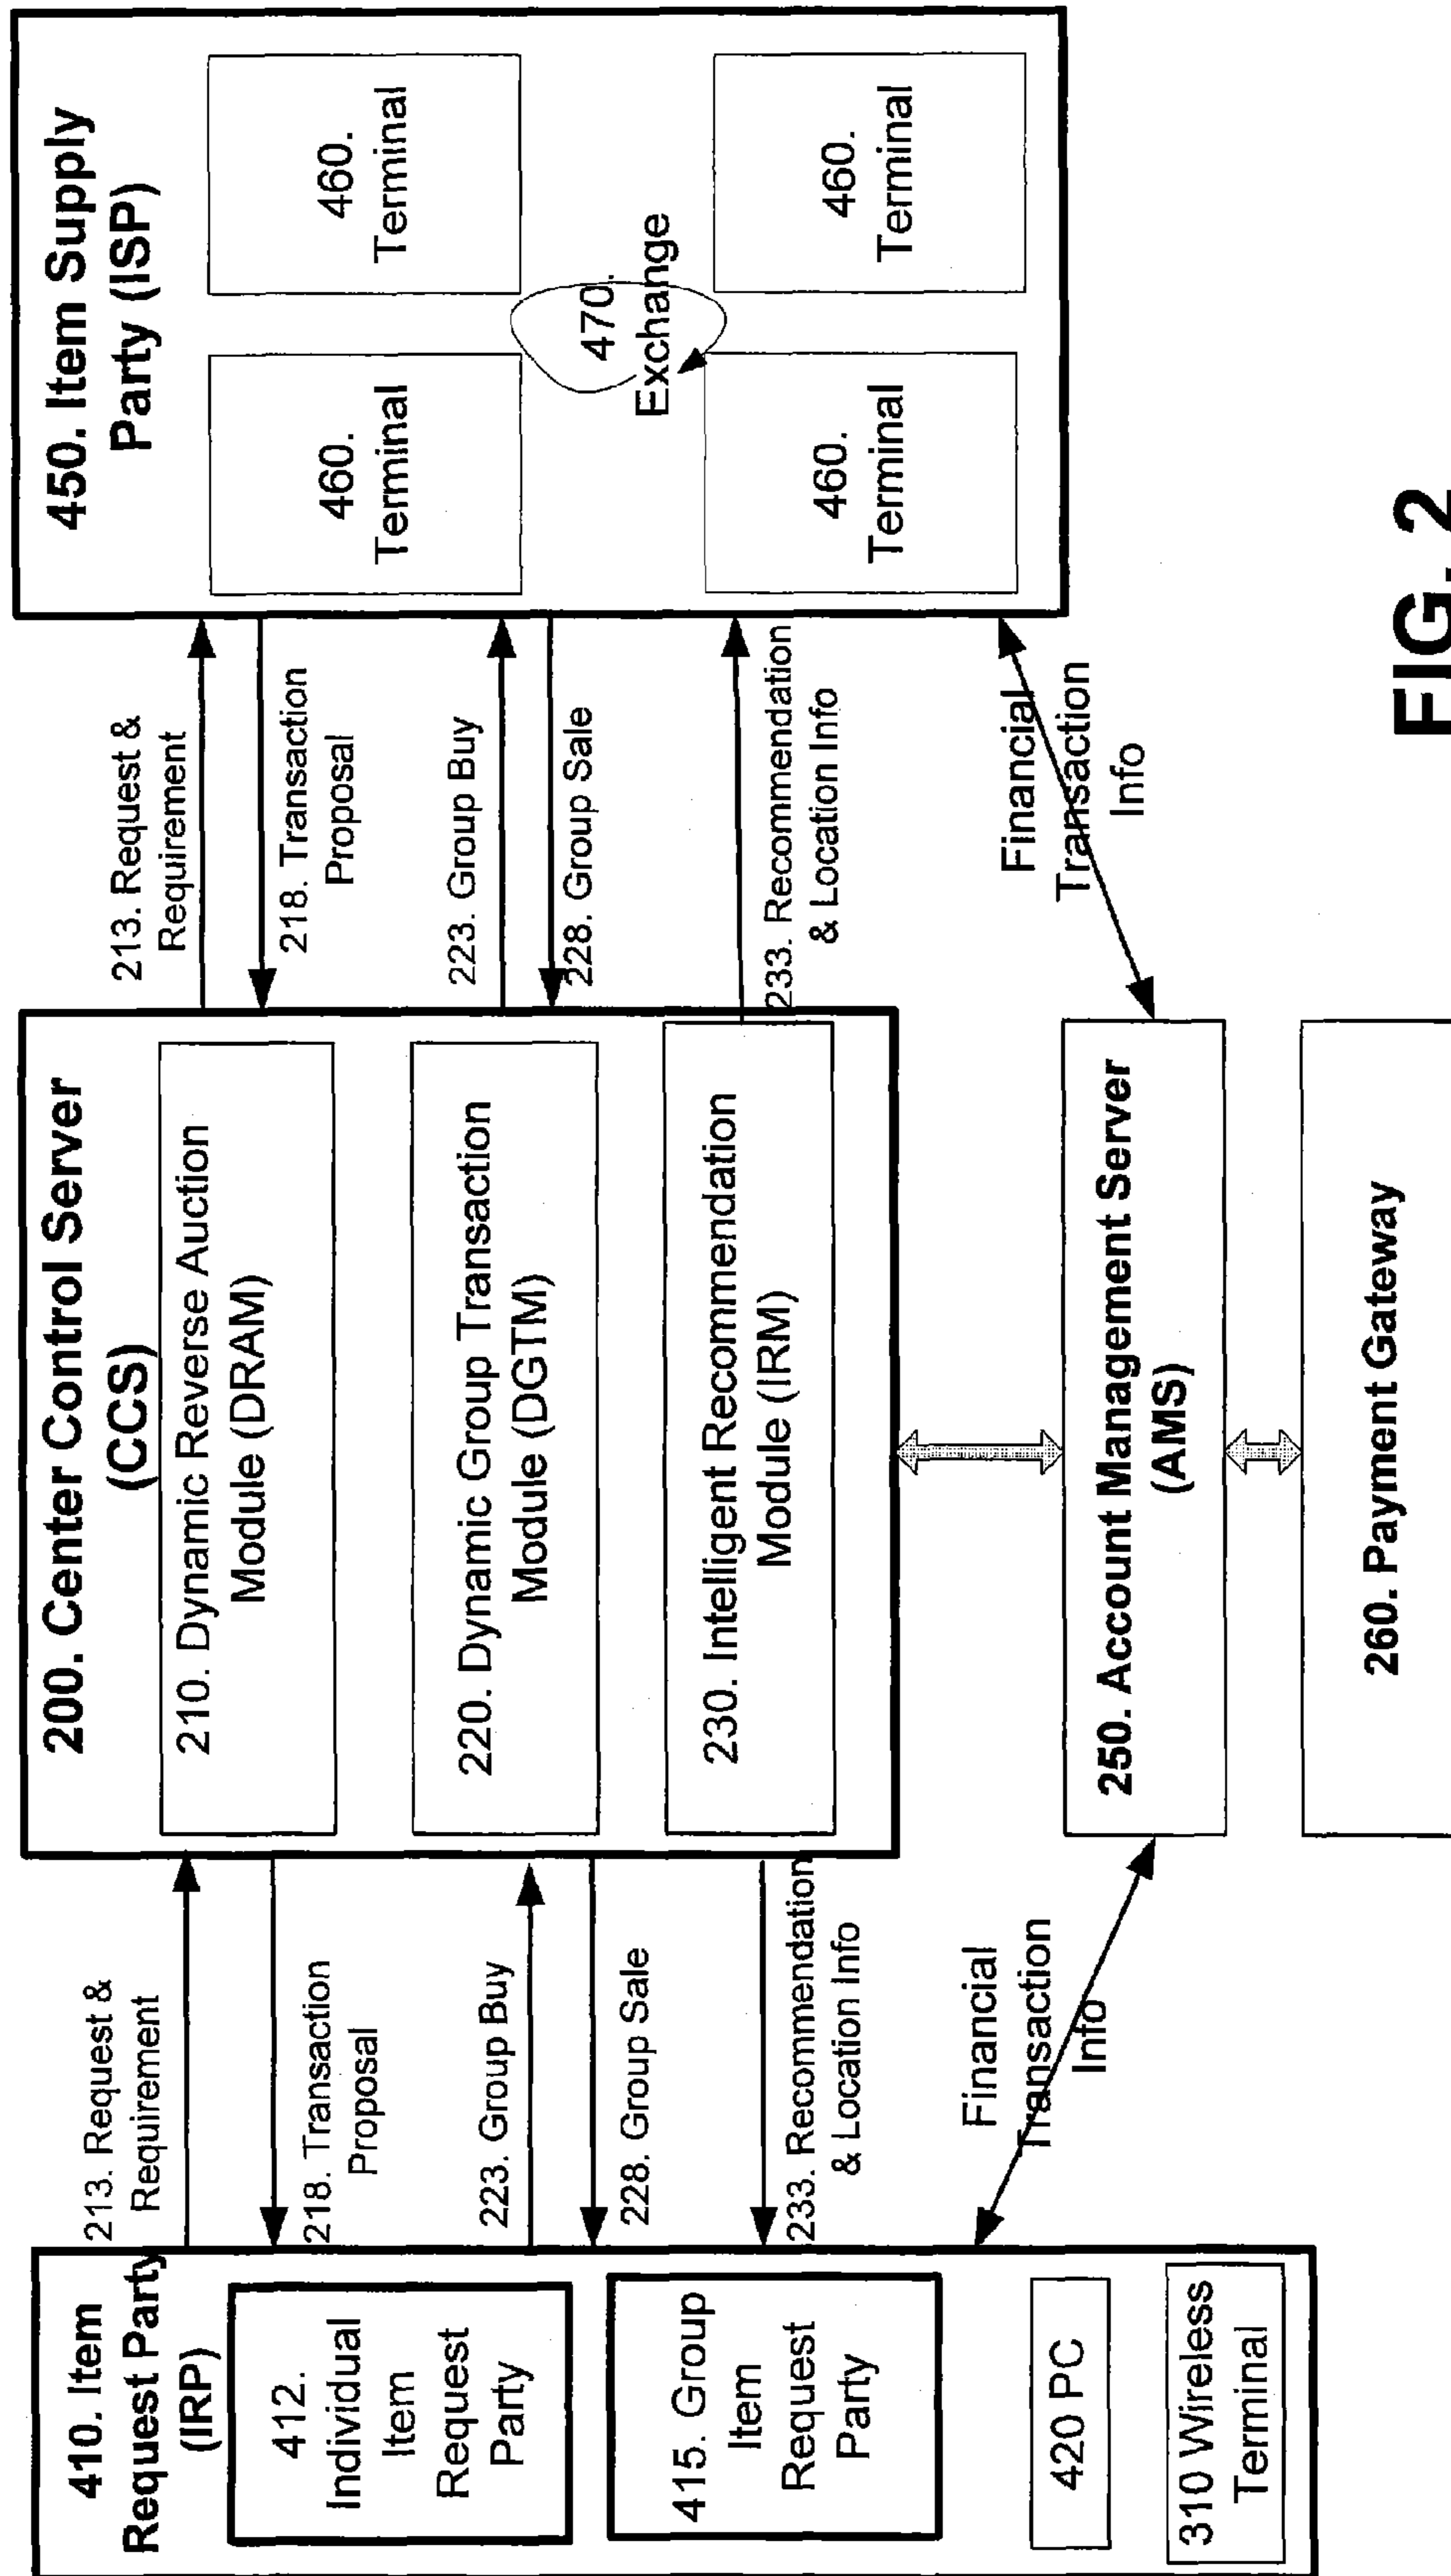 410. Item
Request Party
(IRP)
412.
Individual
Item
Request
Party
415. Group
Item
Request
Party
420 PC
310 Wireless
Terminal
213. Request &
Requirement
218. Transaction
Proposal
223. Group Buy
228. Group Sale
233. Recommendation
& Location Info
Financial
Transaction
Info
200. Center Control Server
(CCS)
210. Dynamic Reverse Auction
Module (DRAM)
220. Dynamic Group Transaction
Module (DGTM)
230. Intelligent Recommendation
Module (IRM)
250. Account Management Server
(AMS)
260. Payment Gateway
213. Request &
Requirement
218. Transaction
Proposal
223. Group Buy
228. Group Sale
233. Recommendation
& Location Info
Financial
Transaction
Info
450. Item Supply
Party (ISP)
460.
Terminal
460.
Terminal
470.
Exchange
460.
Terminal
460.
Terminal
FIG. 2